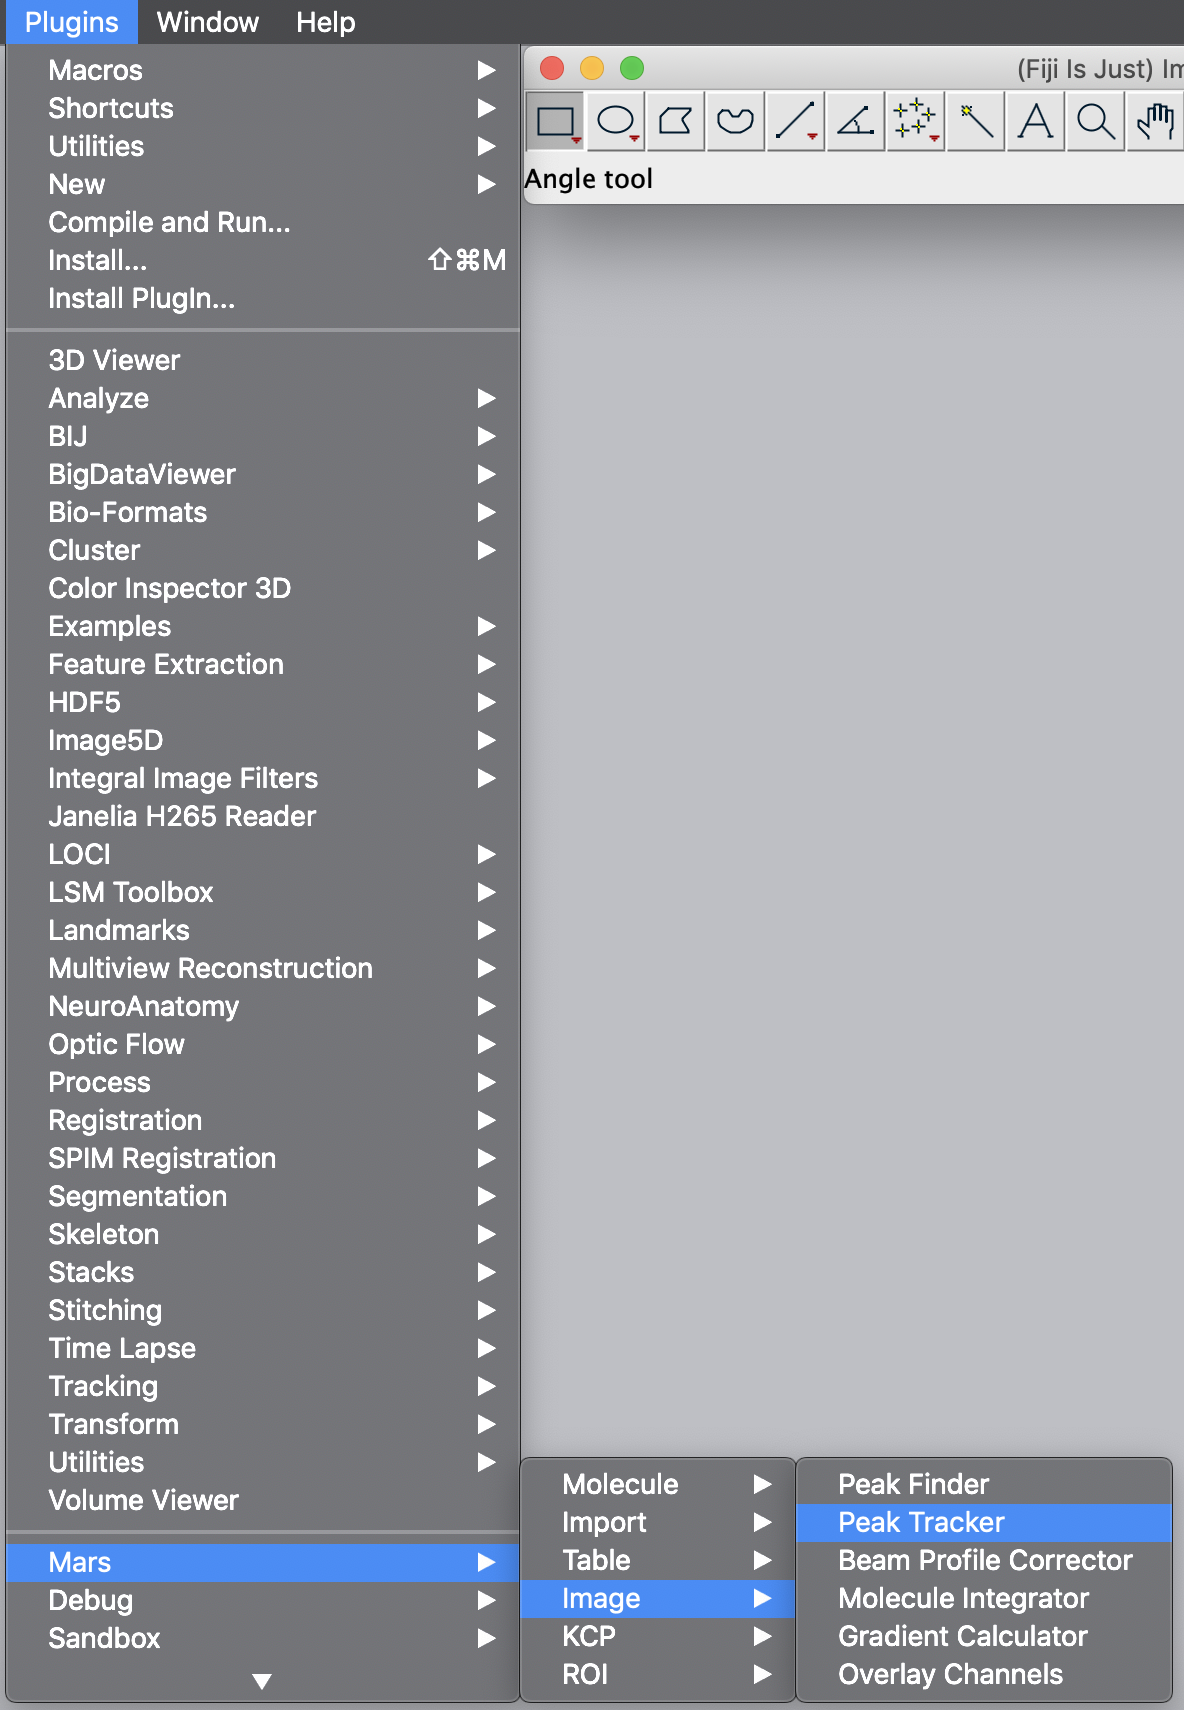 Plugins Window Help
Macros
Shortcuts
Utilities
New
Compile and Run...
Install... ⇧⌘M
Install PlugIn...
3D Viewer
Analyze
BIJ
BigDataViewer
Bio-Formats
Cluster
Color Inspector 3D
Examples
Feature Extraction
HDF5
Image5D
Integral Image Filters
Janelia H265 Reader
LOCI
LSM Toolbox
Landmarks
Multiview Reconstruction
NeuroAnatomy
Optic Flow
Process
Registration
SPIM Registration
Segmentation
Skeleton
Stacks
Stitching
Time Lapse
Tracking
Transform
Utilities
Volume Viewer
Mars
Debug
Sandbox
(Fiji Is Just) Im
A
Angle tool
Molecule
Import
Table
Image
KCP
ROI
Peak Finder
Peak Tracker
Beam Profile Corrector
Molecule Integrator
Gradient Calculator
Overlay Channels